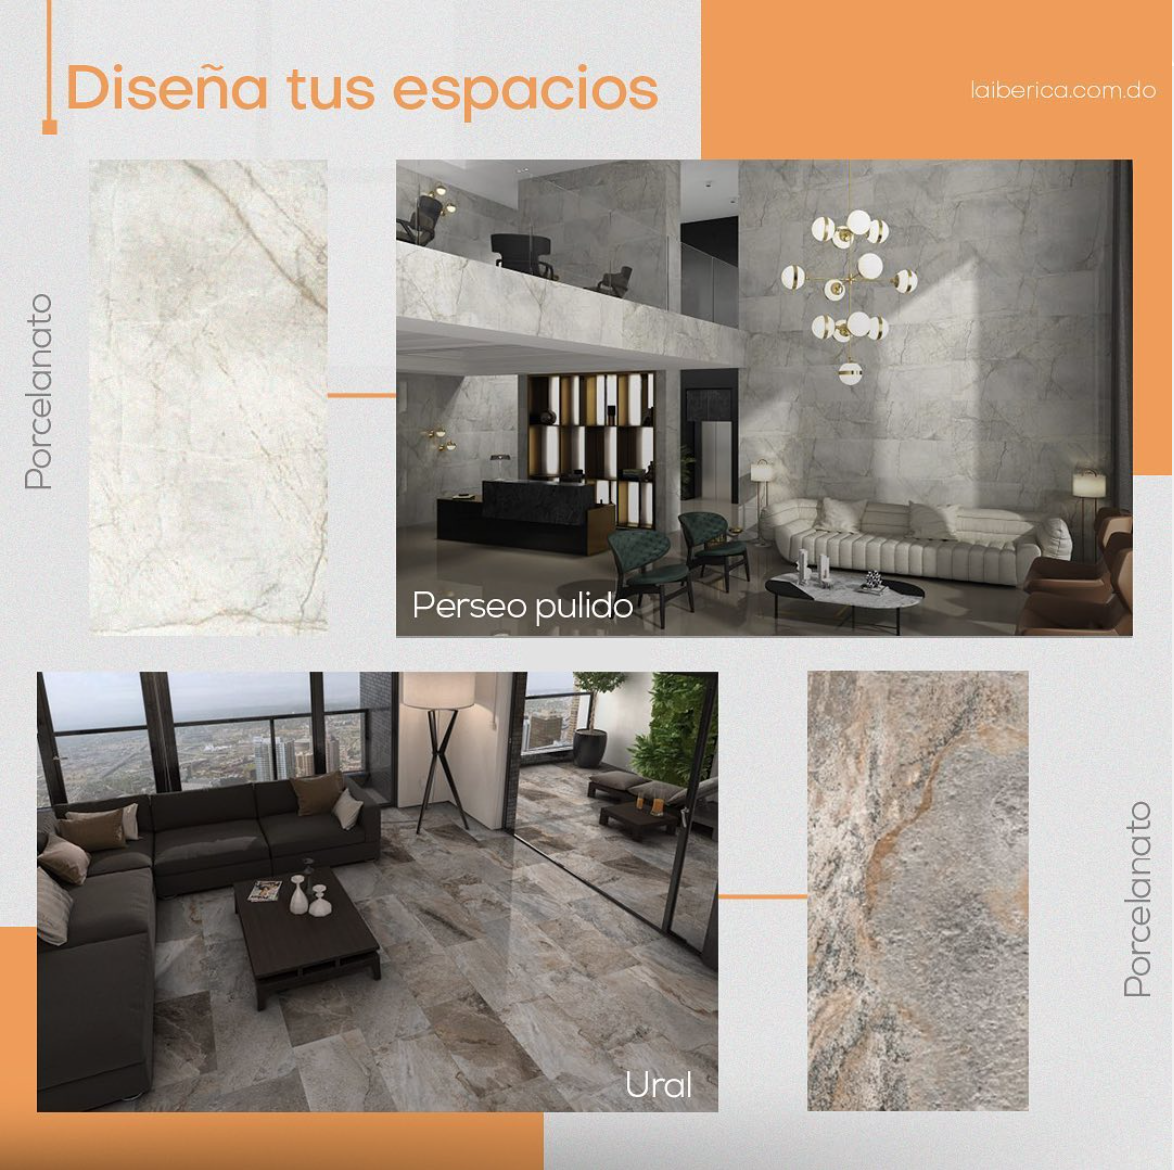 Diseña tus espacios
laiberica.com.do
Porcelanato
Perseo pulido
Ural
Porcelanato